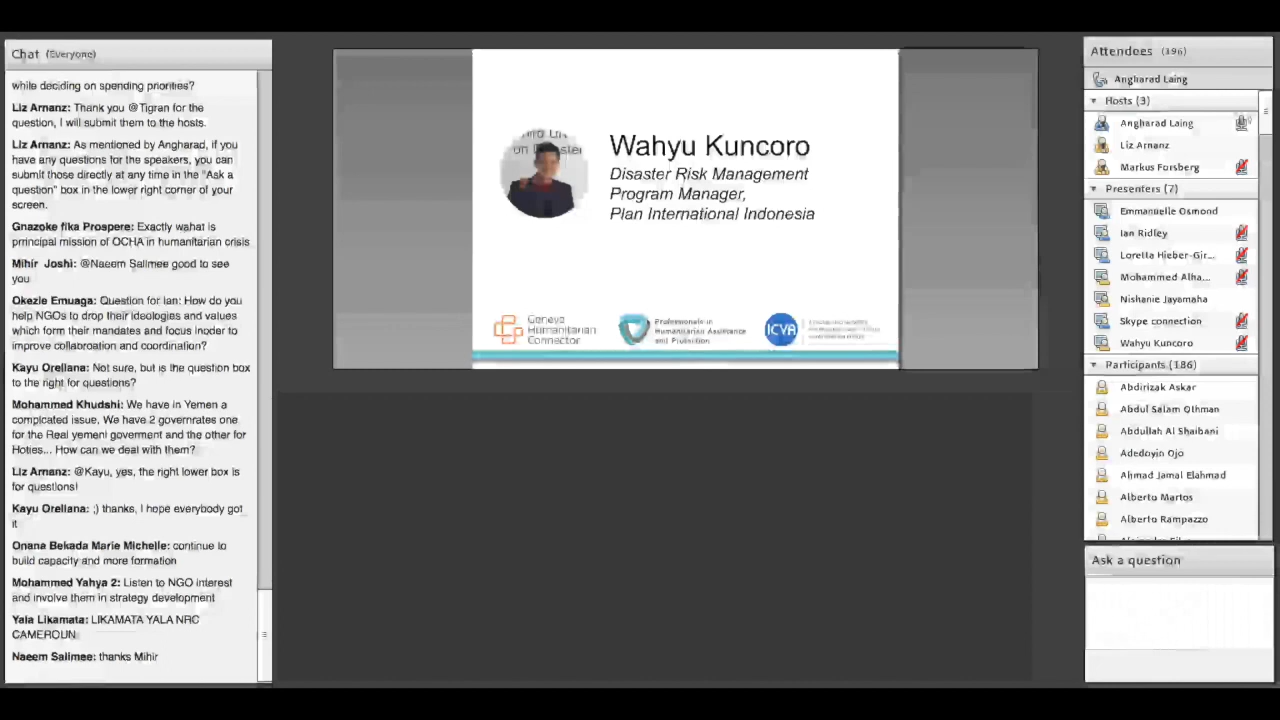 Chat (Everyone)
while deciding on spending priorities?
Liz Arnanz: Thank you @Tigran for the
question, I will submit them to the hosts.
Liz Arnanz: As mentioned by Angharad, if you
have any questions for the speakers, you can
submit those directly at any time in the "Ask a
question" box in the lower right corner of your
screen.
Gnazoke fika Prospere: Exactly wahat is
principal mission of OCHA in humanitarian crisis
Mihir Joshi: @Naeem Salimee good to see
you
Okezie Emuaga: Question for Ian: How do you
help NGOs to drop their ideologies and values
which form their mandates and focus inoder to
improve collabroation and coordination?
Kayu Orellana: Not sure, but is the question box
to the right for questions?
Mohammed Khudshi: We have in Yemen a
complcated issue, We have 2 governrates one
for the Real yemeni goverment and the other for
Hoties... How can we deal with them?
Liz Arnanz: @Kayu, yes, the right lower box is
for questions!
Kayu Orellana: ;) thanks, I hope everybody got
it
Onana Bekada Marie Michelle: continue to
build capacity and more formation
Mohammed Yahya 2: Listen to NGO interest
and involve them in strategy development
Yala Likamata: LIKAMATA YALA NRC
CAMEROUN
Naeem Salimee: thanks Mihir
on Disaster
Wahyu Kuncoro
Disaster Risk Management
Program Manager,
Plan International Indonesia
Geneva
Humanitarian
Connector
Professionals in
Humanitarian Assistance
and Protection
ICVA
Attendees (196)
Angharad Laing
Hosts (3)
Angharad Laing
Liz Arnanz
Markus Forsberg
Presenters (7)
Emmanuelle Osmond
Ian Ridley
Loretta Hieber-Gir...
Mohammed Alha...
Nishanie Jayamaha
Skype connection
Wahyu Kuncoro
Participants (186)
Abdirizak Askar
Abdul Salam Othman
Abdullah Al Shaibani
Adedoyin Ojo
Ahmad Jamal Elahmad
Alberto Martos
Alberto Rampazzo
Ask a question